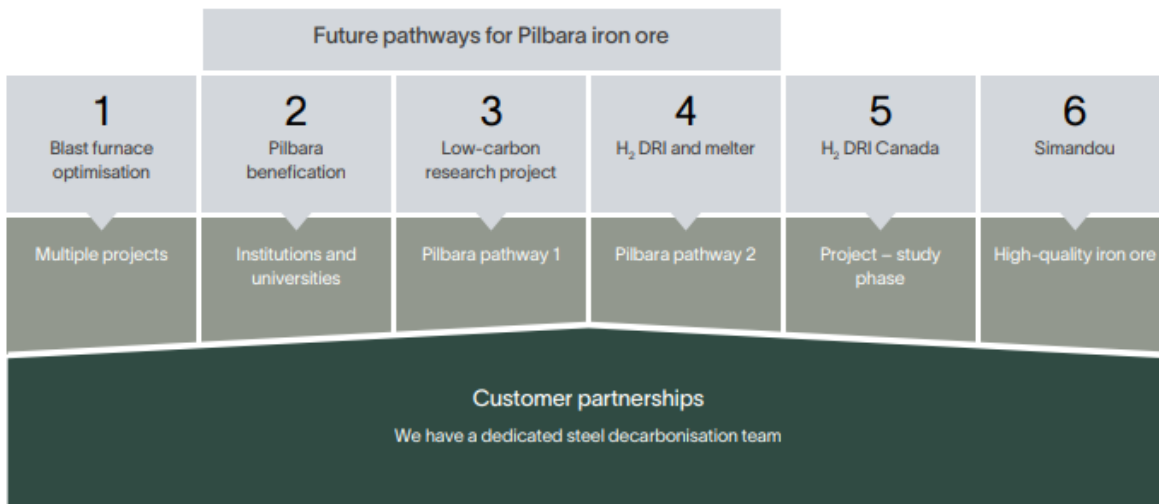 Future pathways for Pilbara iron ore
1
Blast furnace
optimisation
2
Pilbara
benefication
3
Low-carbon
research project
4
H₂ DRI and melter
5
H₂ DRI Canada
6
Simandou
Multiple projects
Institutions and
universities
Pilbara pathway 1
Pilbara pathway 2
Project – study
phase
High-quality iron ore
Customer partnerships
We have a dedicated steel decarbonisation team